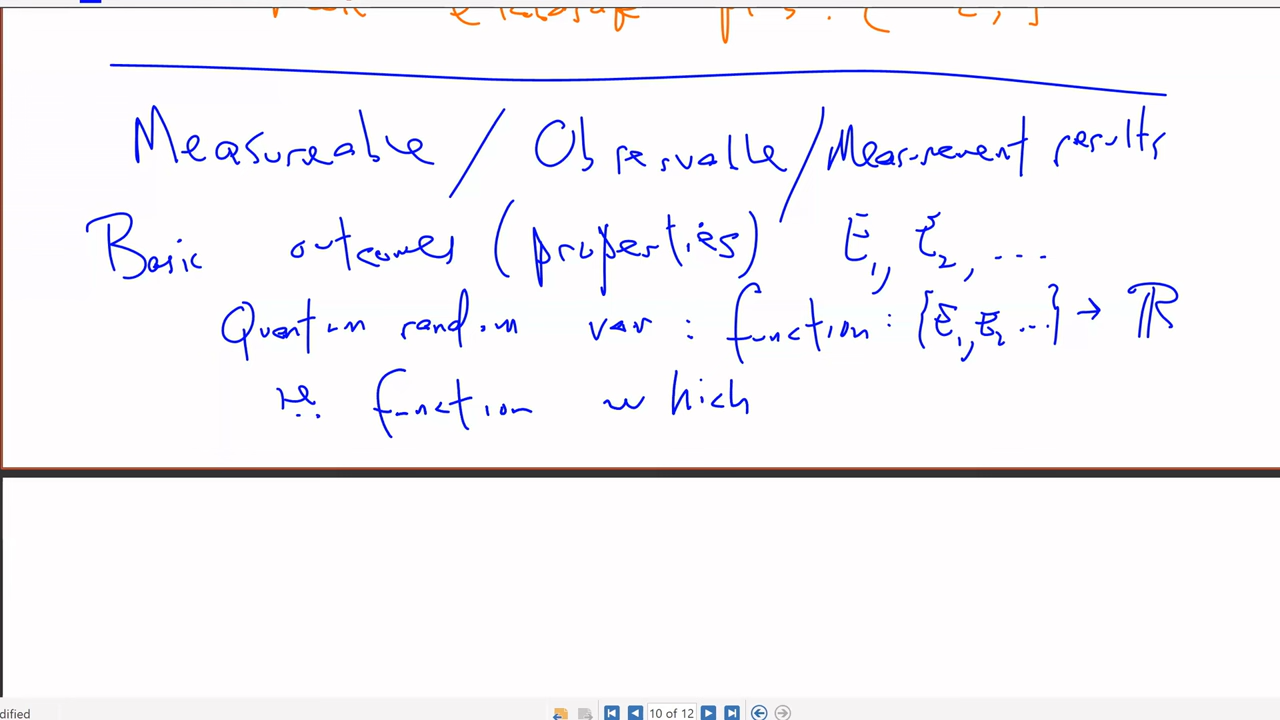 Measureable / Observable / Measurement results
Basic outcomes (properties) E₁, E₂, ...
Quantum random var : function : {E₁, E₂ ...} → ℝ
function which
10 of 12
dified